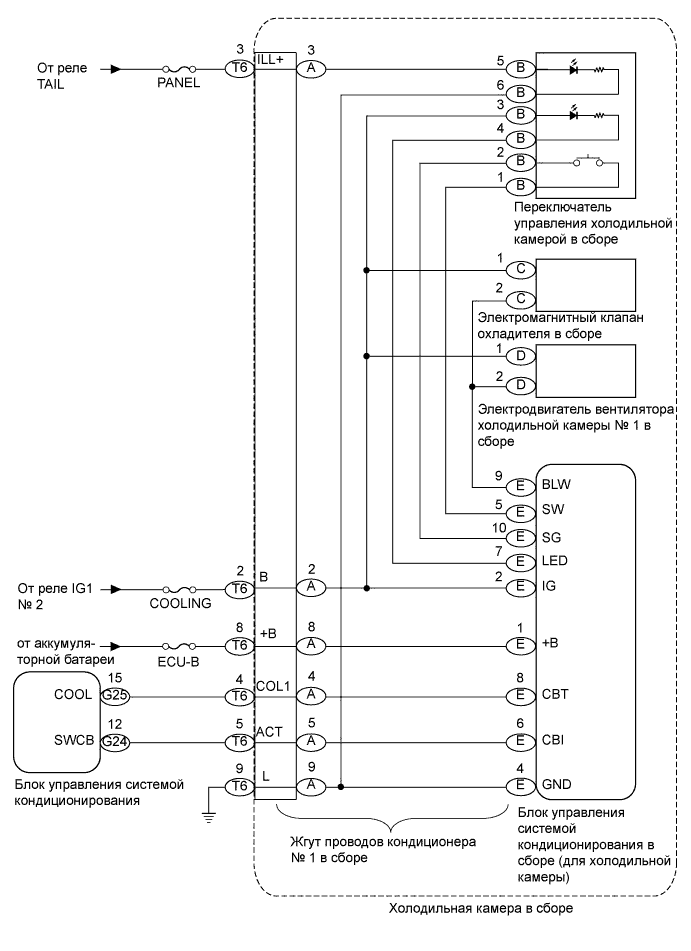 От реле
TAIL
PANEL
3
T6
ILL+
3
A
5
B
6
B
3
B
4
B
2
B
1
B
Переключатель
управления холодильной
камерой в сборе
1
C
2
C
Электромагнитный клапан
охладителя в сборе
1
D
2
D
Электродвигатель вентилятора
холодильной камеры № 1 в
сборе
9
E
BLW
5
E
SW
10
E
SG
7
E
LED
От реле IG1
№ 2
COOLING
2
T6
B
2
A
2
E
IG
от аккумуля-
торной батареи
ECU-B
8
T6
+B
8
A
1
E
+B
COOL
15
G25
4
T6
COL1
4
A
8
E
CBT
SWCB
12
G24
5
T6
ACT
5
A
6
E
CBI
Блок управления системой
кондиционирования
9
T6
L
9
A
4
E
GND
Жгут проводов кондиционера
№ 1 в сборе
Блок управления
системой
кондиционирования в
сборе (для холодильной
камеры)
Холодильная камера в сборе